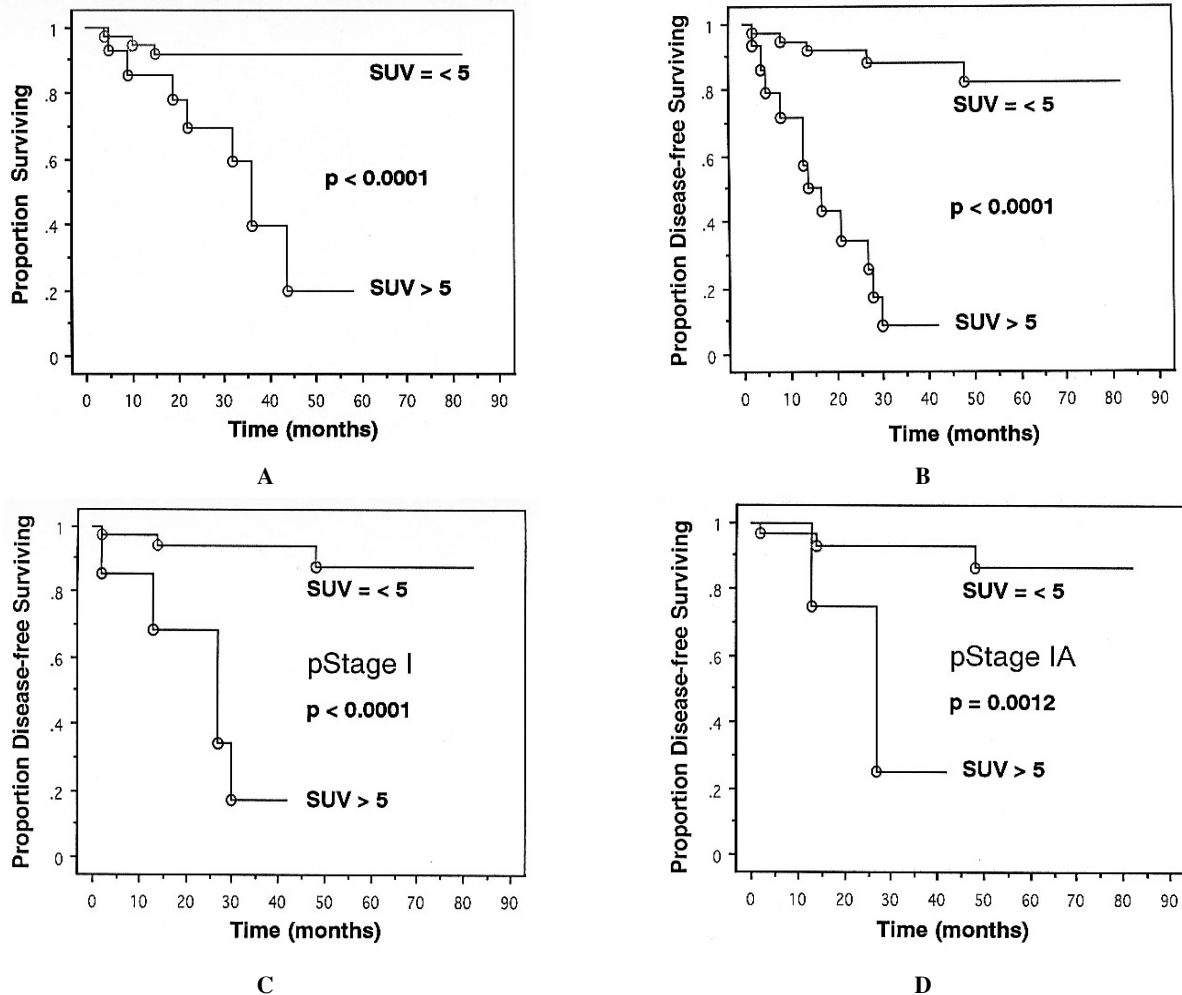 Proportion Surviving
1
.8
.6
.4
.2
0
SUV = < 5
p < 0.0001
SUV > 5
0 10 20 30 40 50 60 70 80 90
Time (months)
A
Proportion Disease-free Surviving
1
.8
.6
.4
.2
0
SUV = < 5
p < 0.0001
SUV > 5
0 10 20 30 40 50 60 70 80 90
Time (months)
B
Proportion Disease-free Surviving
1
.8
.6
.4
.2
0
SUV = < 5
pStage I
p < 0.0001
SUV > 5
0 10 20 30 40 50 60 70 80 90
Time (months)
C
Proportion Disease-free Surviving
1
.8
.6
.4
.2
0
SUV = < 5
pStage IA
p = 0.0012
SUV > 5
0 10 20 30 40 50 60 70 80 90
Time (months)
D